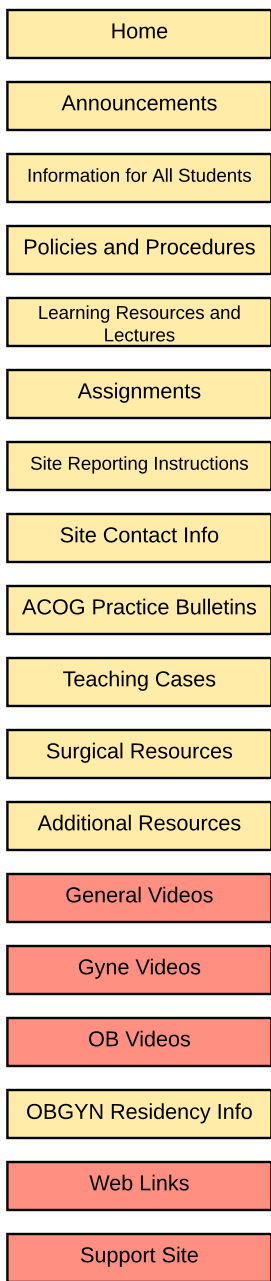 Home
Announcements
Information for All Students
Policies and Procedures
Learning Resources and
Lectures
Assignments
Site Reporting Instructions
Site Contact Info
ACOG Practice Bulletins
Teaching Cases
Surgical Resources
Additional Resources
General Videos
Gyne Videos
OB Videos
OBGYN Residency Info
Web Links
Support Site